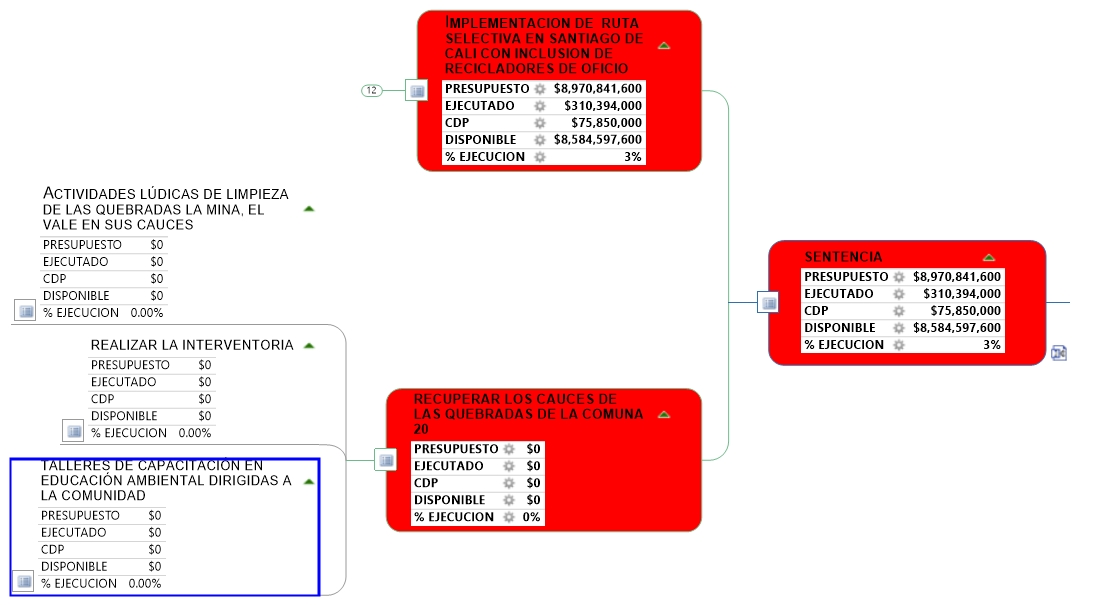 IMPLEMENTACION DE RUTA
SELECTIVA EN SANTIAGO DE
CALI CON INCLUSION DE
RECICLADORES DE OFICIO
12
PRESUPUESTO $8,970,841,600
EJECUTADO $310,394,000
CDP $75,850,000
DISPONIBLE $8,584,597,600
% EJECUCION 3%
ACTIVIDADES LÚDICAS DE LIMPIEZA
DE LAS QUEBRADAS LA MINA, EL
VALE EN SUS CAUCES
PRESUPUESTO $0
EJECUTADO $0
CDP $0
DISPONIBLE $0
% EJECUCION 0.00%
SENTENCIA
PRESUPUESTO $8,970,841,600
EJECUTADO $310,394,000
CDP $75,850,000
DISPONIBLE $8,584,597,600
% EJECUCION 3%
REALIZAR LA INTERVENTORIA
PRESUPUESTO $0
EJECUTADO $0
CDP $0
DISPONIBLE $0
% EJECUCION 0.00%
RECUPERAR LOS CAUCES DE
LAS QUEBRADAS DE LA COMUNA
20
PRESUPUESTO $0
EJECUTADO $0
CDP $0
DISPONIBLE $0
% EJECUCION 0%
TALLERES DE CAPACITACIÓN EN
EDUCACIÓN AMBIENTAL DIRIGIDAS A
LA COMUNIDAD
PRESUPUESTO $0
EJECUTADO $0
CDP $0
DISPONIBLE $0
% EJECUCION 0.00%